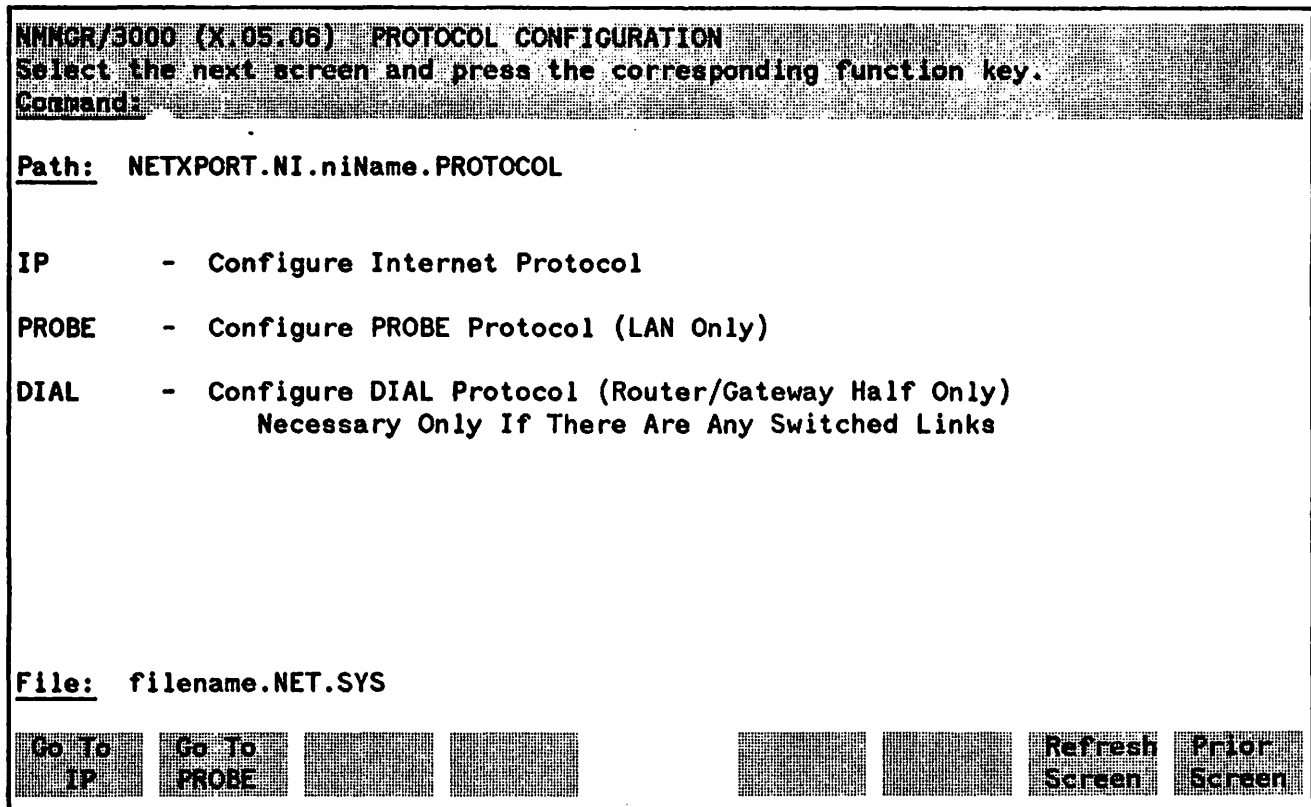 NMMGR/3000 (X.05.06) PROTOCOL CONFIGURATION
Select the next screen and press the corresponding function key.
Command:
Path: NETXPORT.NI.niName.PROTOCOL
IP - Configure Internet Protocol
PROBE - Configure PROBE Protocol (LAN Only)
DIAL - Configure DIAL Protocol (Router/Gateway Half Only)
Necessary Only If There Are Any Switched Links
File: filename.NET.SYS
Go To IP
Go To PROBE
Refresh Screen
Prior Screen